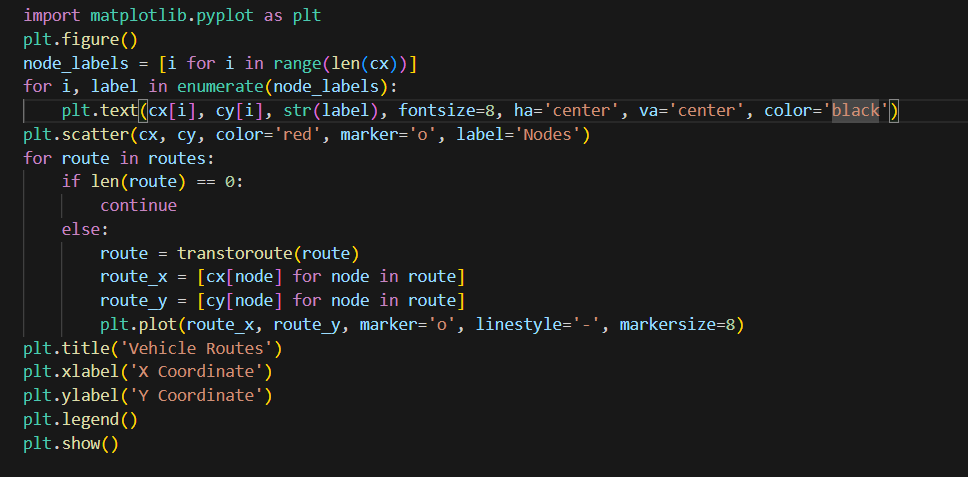 import matplotlib.pyplot as plt
plt.figure()
node_labels = [i for i in range(len(cx))]
for i, label in enumerate(node_labels):
    plt.text(cx[i], cy[i], str(label), fontsize=8, ha='center', va='center', color='black')
plt.scatter(cx, cy, color='red', marker='o', label='Nodes')
for route in routes:
    if len(route) == 0:
        continue
    else:
        route = transtoroute(route)
        route_x = [cx[node] for node in route]
        route_y = [cy[node] for node in route]
        plt.plot(route_x, route_y, marker='o', linestyle='-', markersize=8)
plt.title('Vehicle Routes')
plt.xlabel('X Coordinate')
plt.ylabel('Y Coordinate')
plt.legend()
plt.show()